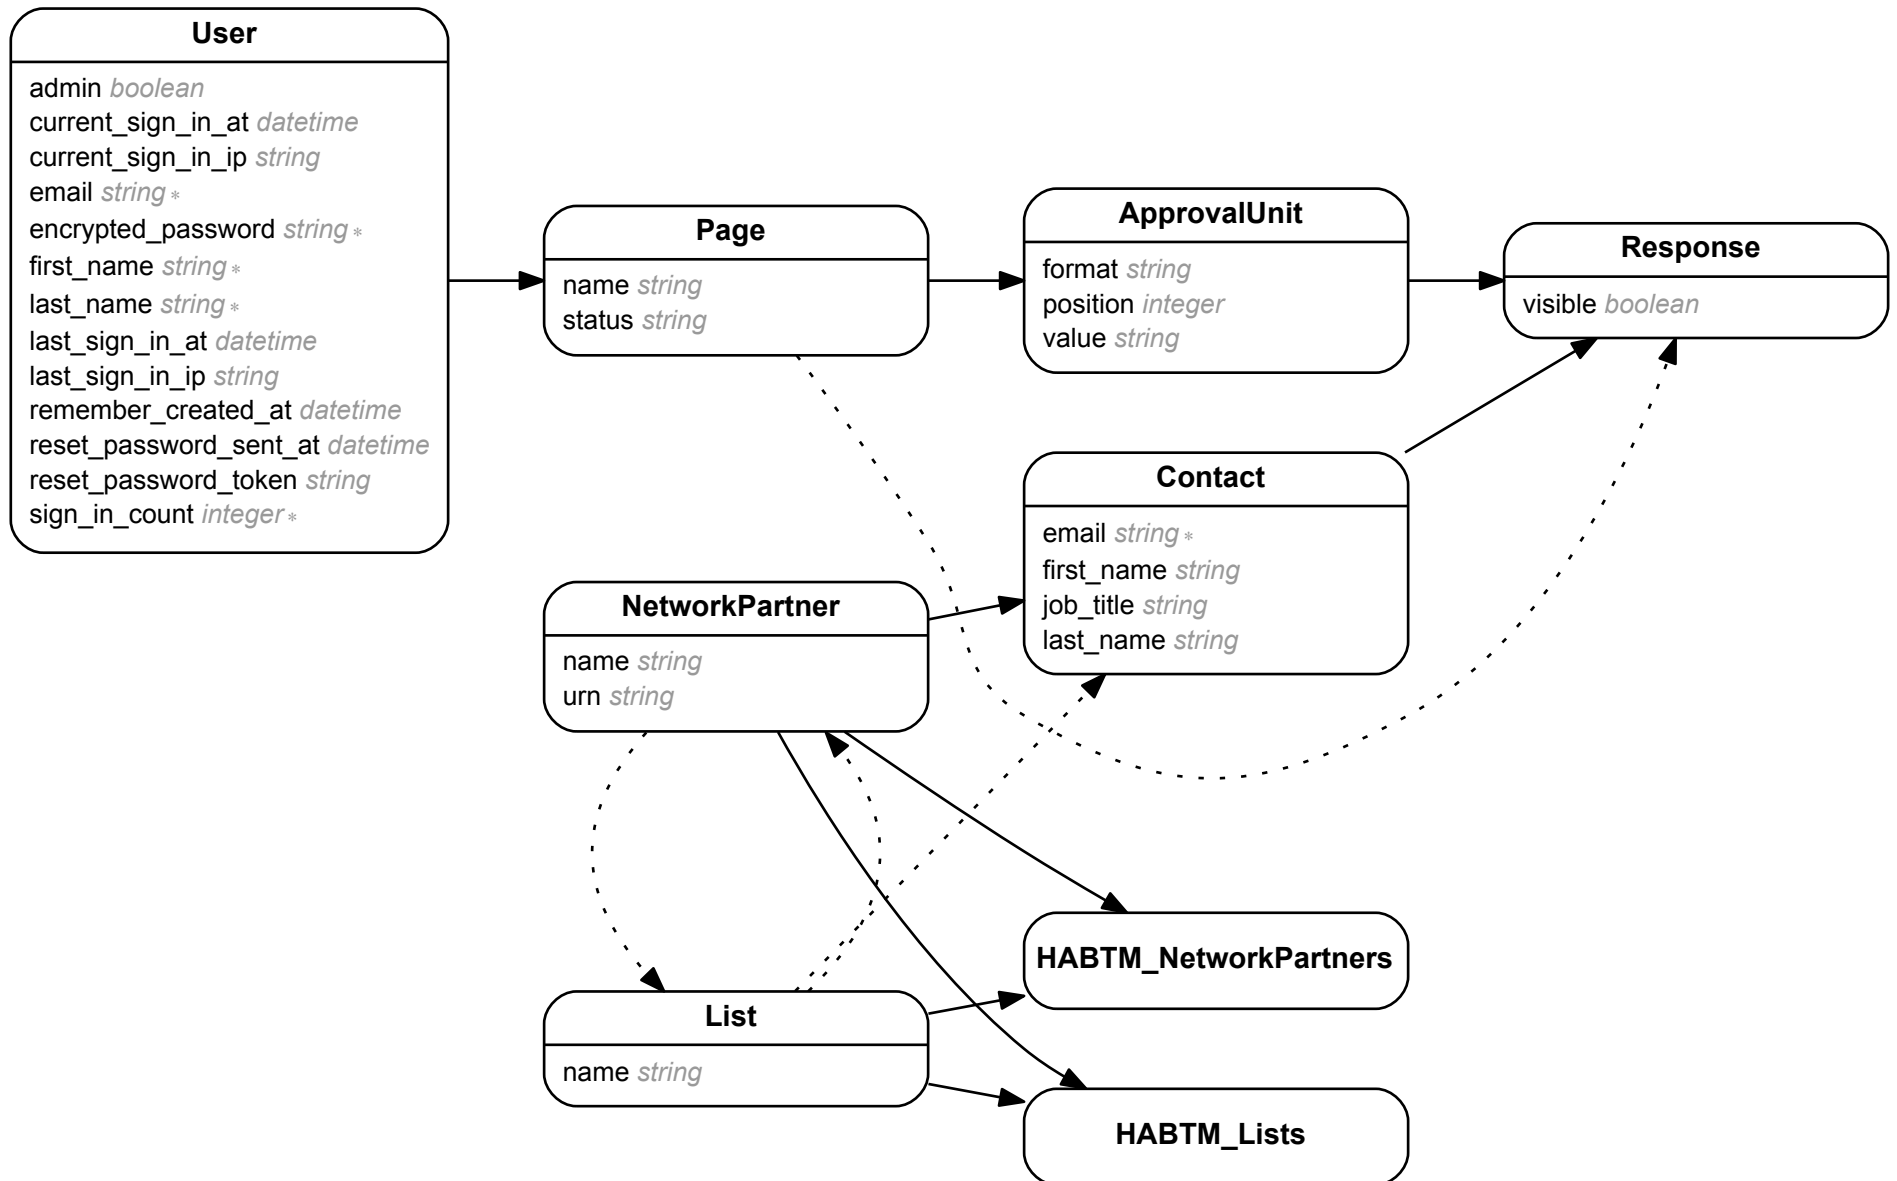 User
admin boolean
current_sign_in_at datetime
current_sign_in_ip string
email string *
encrypted_password string *
first_name string *
last_name string *
last_sign_in_at datetime
last_sign_in_ip string
remember_created_at datetime
reset_password_sent_at datetime
reset_password_token string
sign_in_count integer *
Page
name string
status string
ApprovalUnit
format string
position integer
value string
Response
visible boolean
Contact
email string *
first_name string
job_title string
last_name string
NetworkPartner
name string
urn string
HABTM_NetworkPartners
List
name string
HABTM_Lists